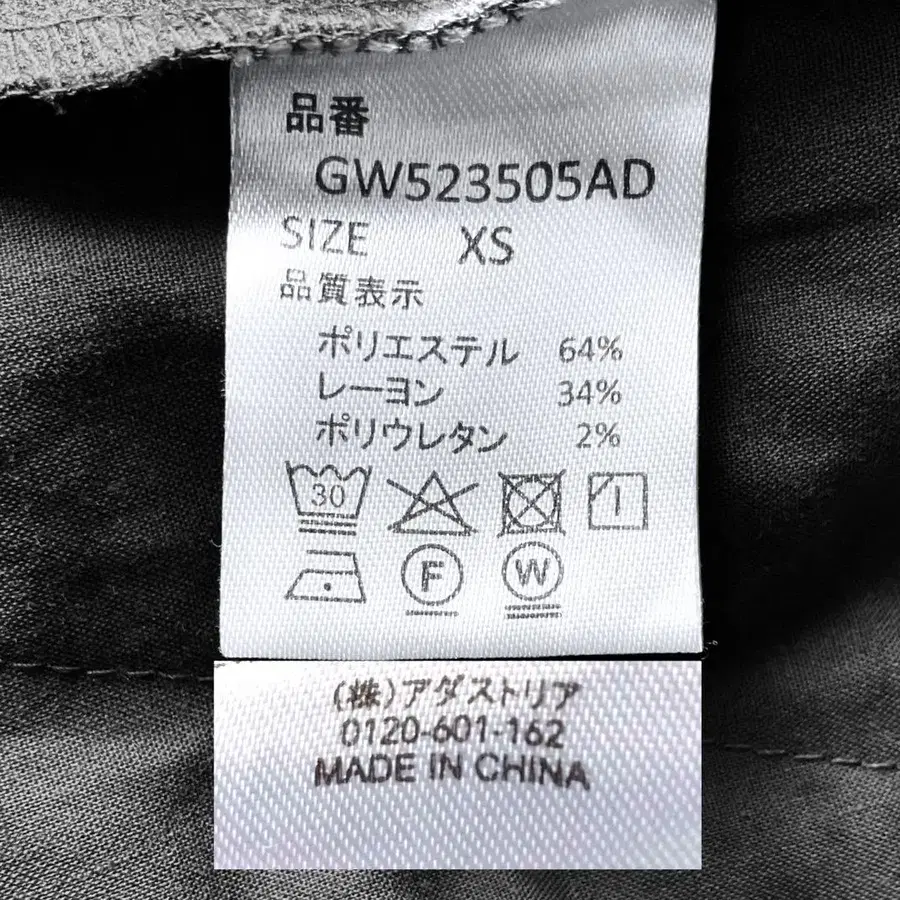 品番
GW523505AD
SIZE XS
品質表示
ポリエステル 64%
レーヨン 34%
ポリウレタン 2%
30
F W
(株)アダストリア
0120-601-162
MADE IN CHINA